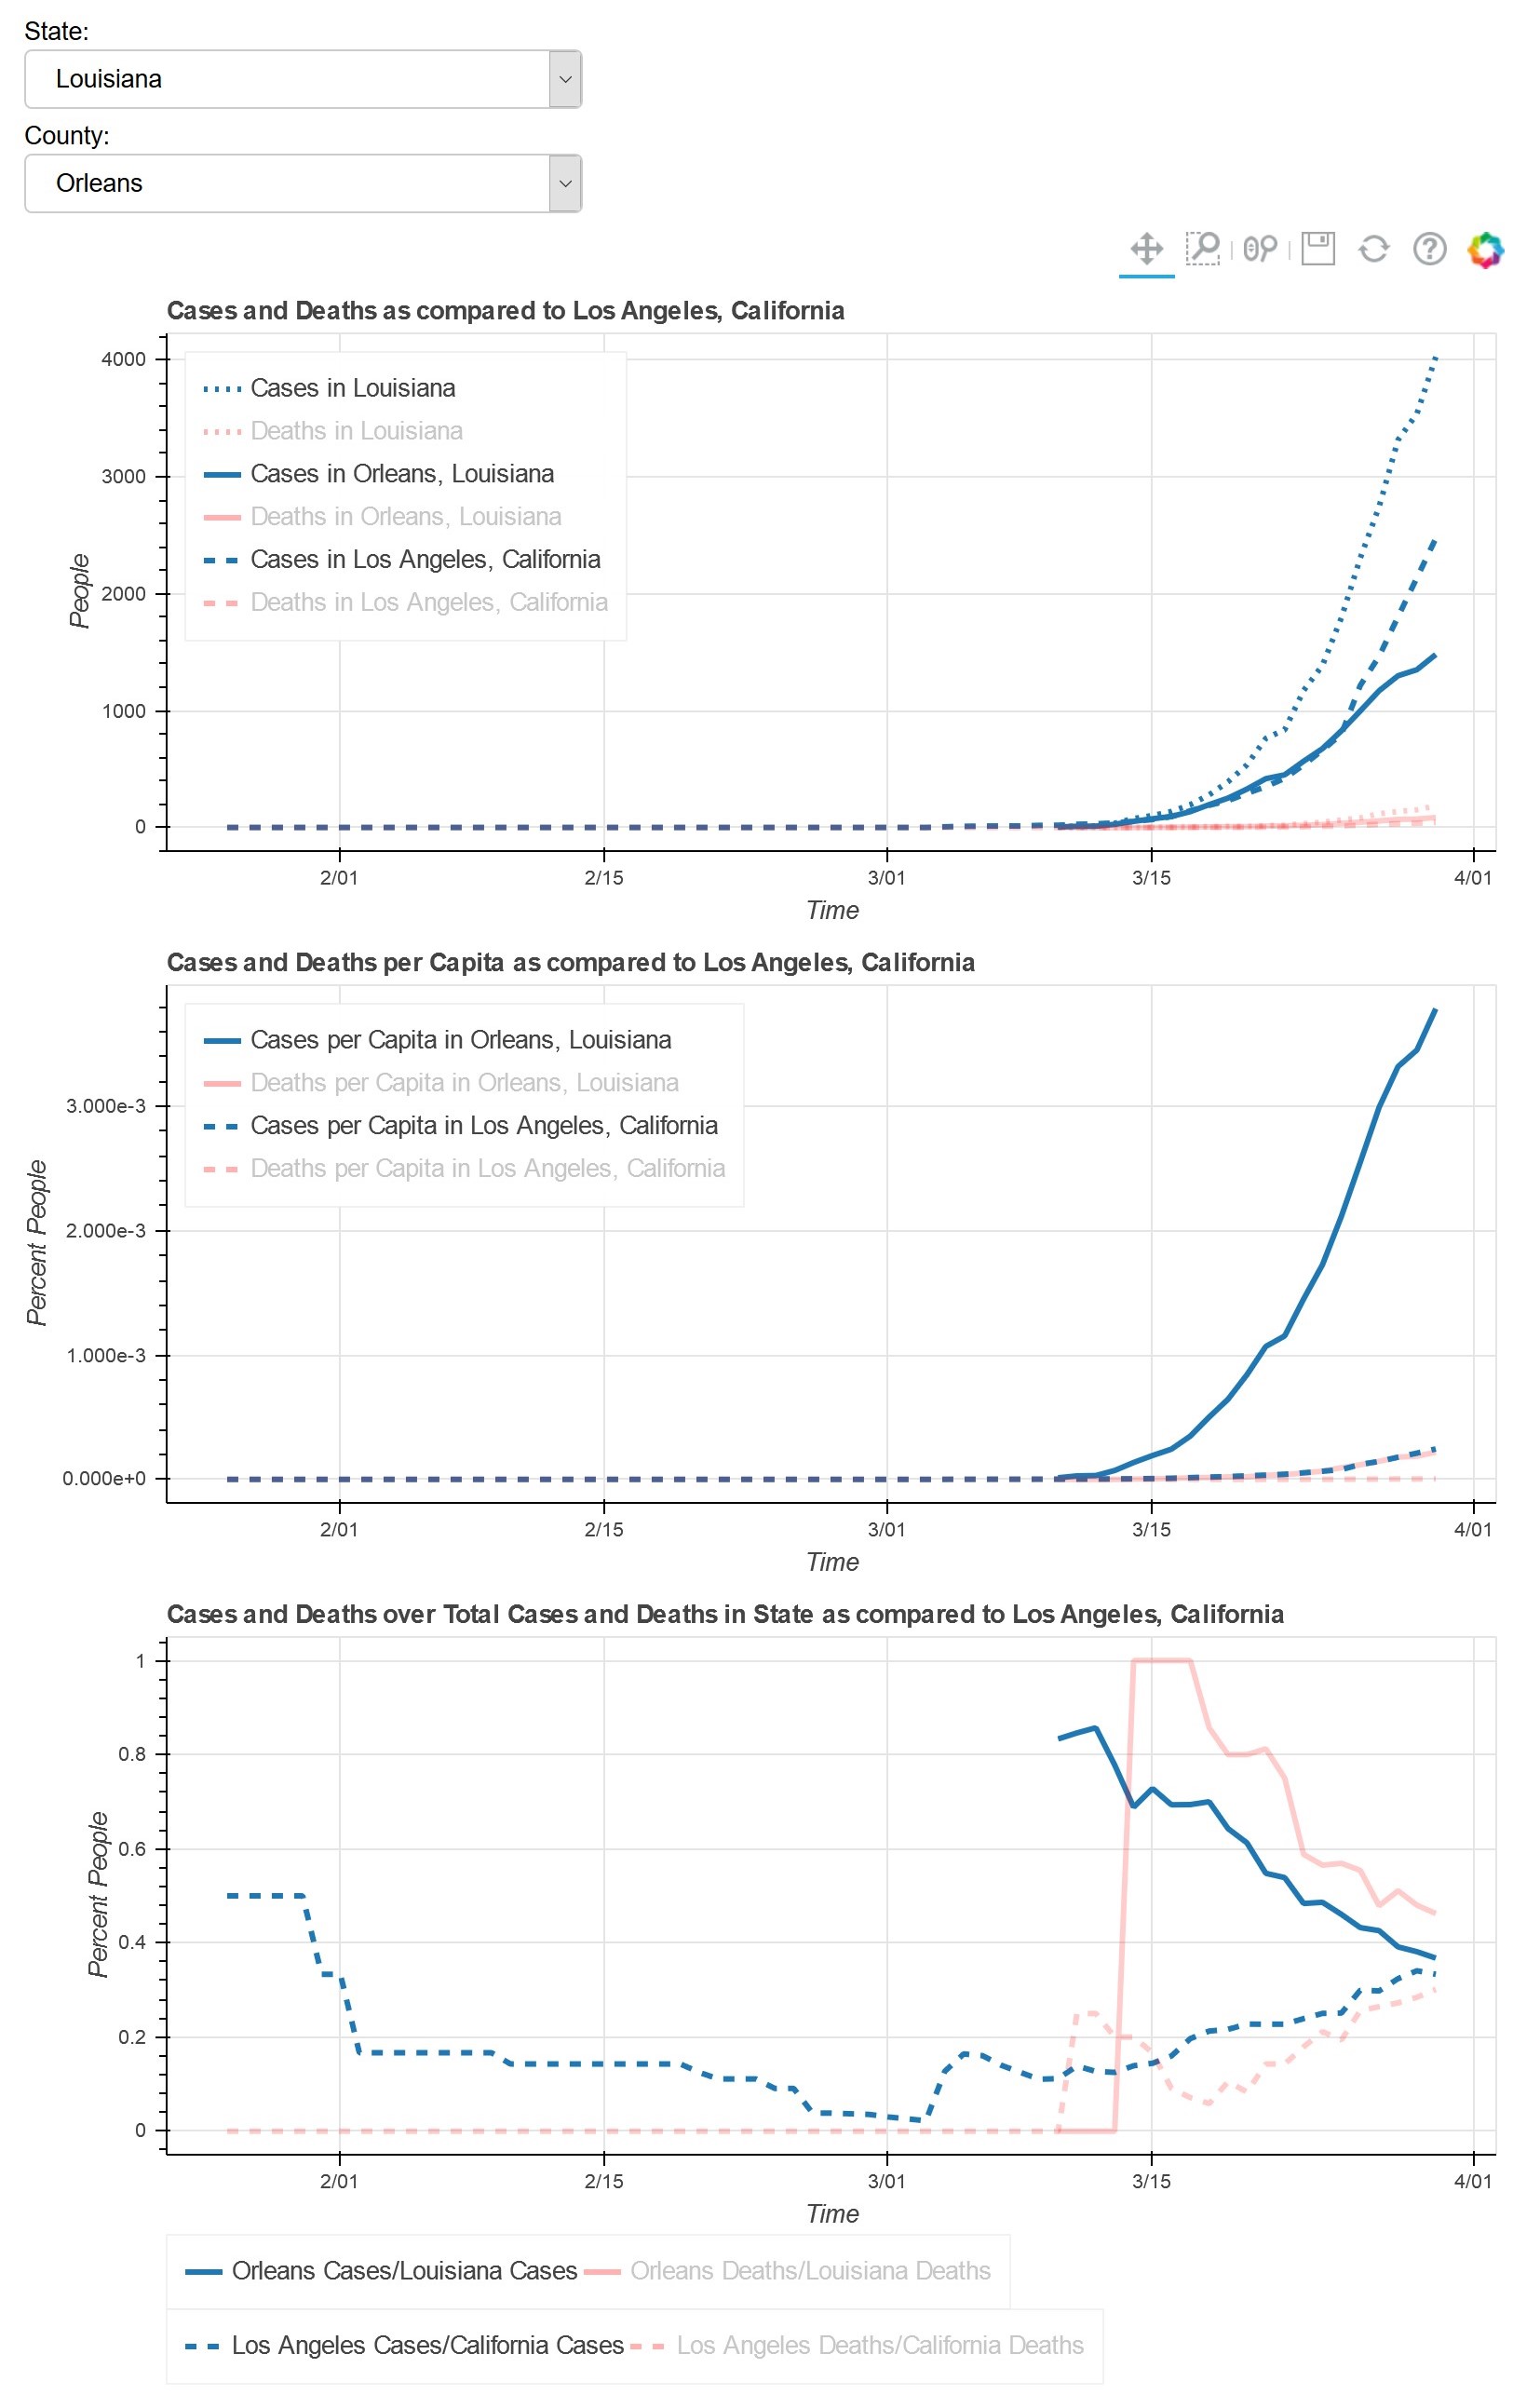 State:
Louisiana
County:
Orleans
Cases and Deaths as compared to Los Angeles, California
4000
3000
2000
1000
0
People
Cases in Louisiana
Deaths in Louisiana
Cases in Orleans, Louisiana
Deaths in Orleans, Louisiana
Cases in Los Angeles, California
Deaths in Los Angeles, California
2/01 2/15 3/01 3/15 4/01
Time
Cases and Deaths per Capita as compared to Los Angeles, California
3.000e-3
2.000e-3
1.000e-3
0.000e+0
Percent People
Cases per Capita in Orleans, Louisiana
Deaths per Capita in Orleans, Louisiana
Cases per Capita in Los Angeles, California
Deaths per Capita in Los Angeles, California
2/01 2/15 3/01 3/15 4/01
Time
Cases and Deaths over Total Cases and Deaths in State as compared to Los Angeles, California
1
0.8
0.6
0.4
0.2
0
Percent People
2/01 2/15 3/01 3/15 4/01
Time
Orleans Cases/Louisiana Cases Orleans Deaths/Louisiana Deaths
Los Angeles Cases/California Cases Los Angeles Deaths/California Deaths